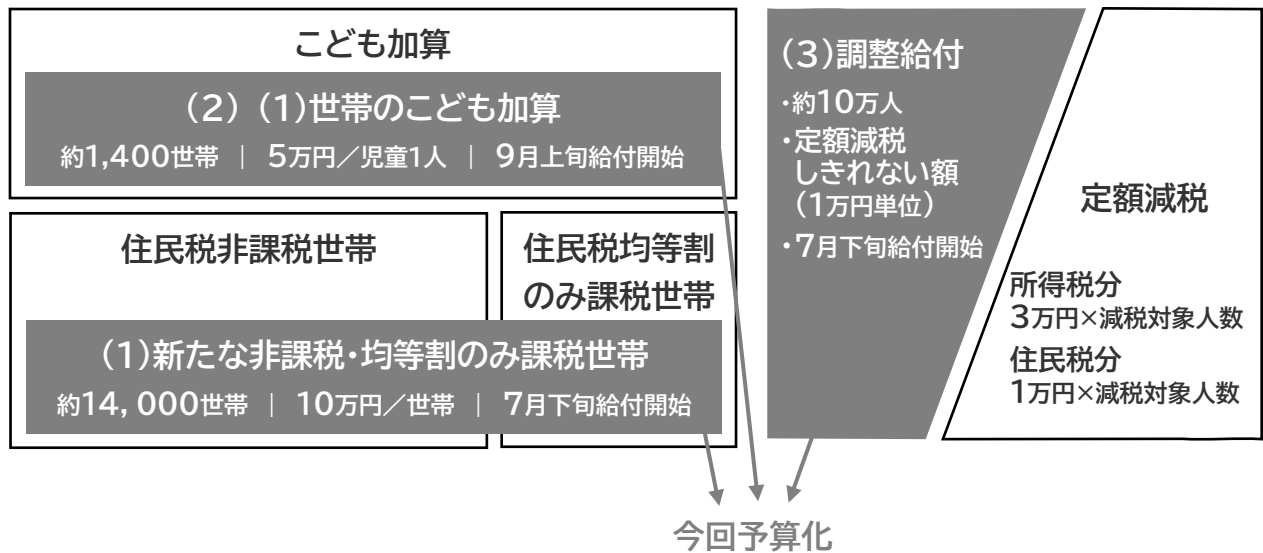 こども加算
(2) (1)世帯のこども加算
約1,400世帯 | 5万円/児童1人 | 9月上旬給付開始
住民税非課税世帯
住民税均等割
のみ課税世帯
(1)新たな非課税・均等割のみ課税世帯
約14,000世帯 | 10万円/世帯 | 7月下旬給付開始
(3)調整給付
・約10万人
・定額減税
しきれない額
(1万円単位)
・7月下旬給付開始
定額減税
所得税分
3万円×減税対象人数
住民税分
1万円×減税対象人数
今回予算化